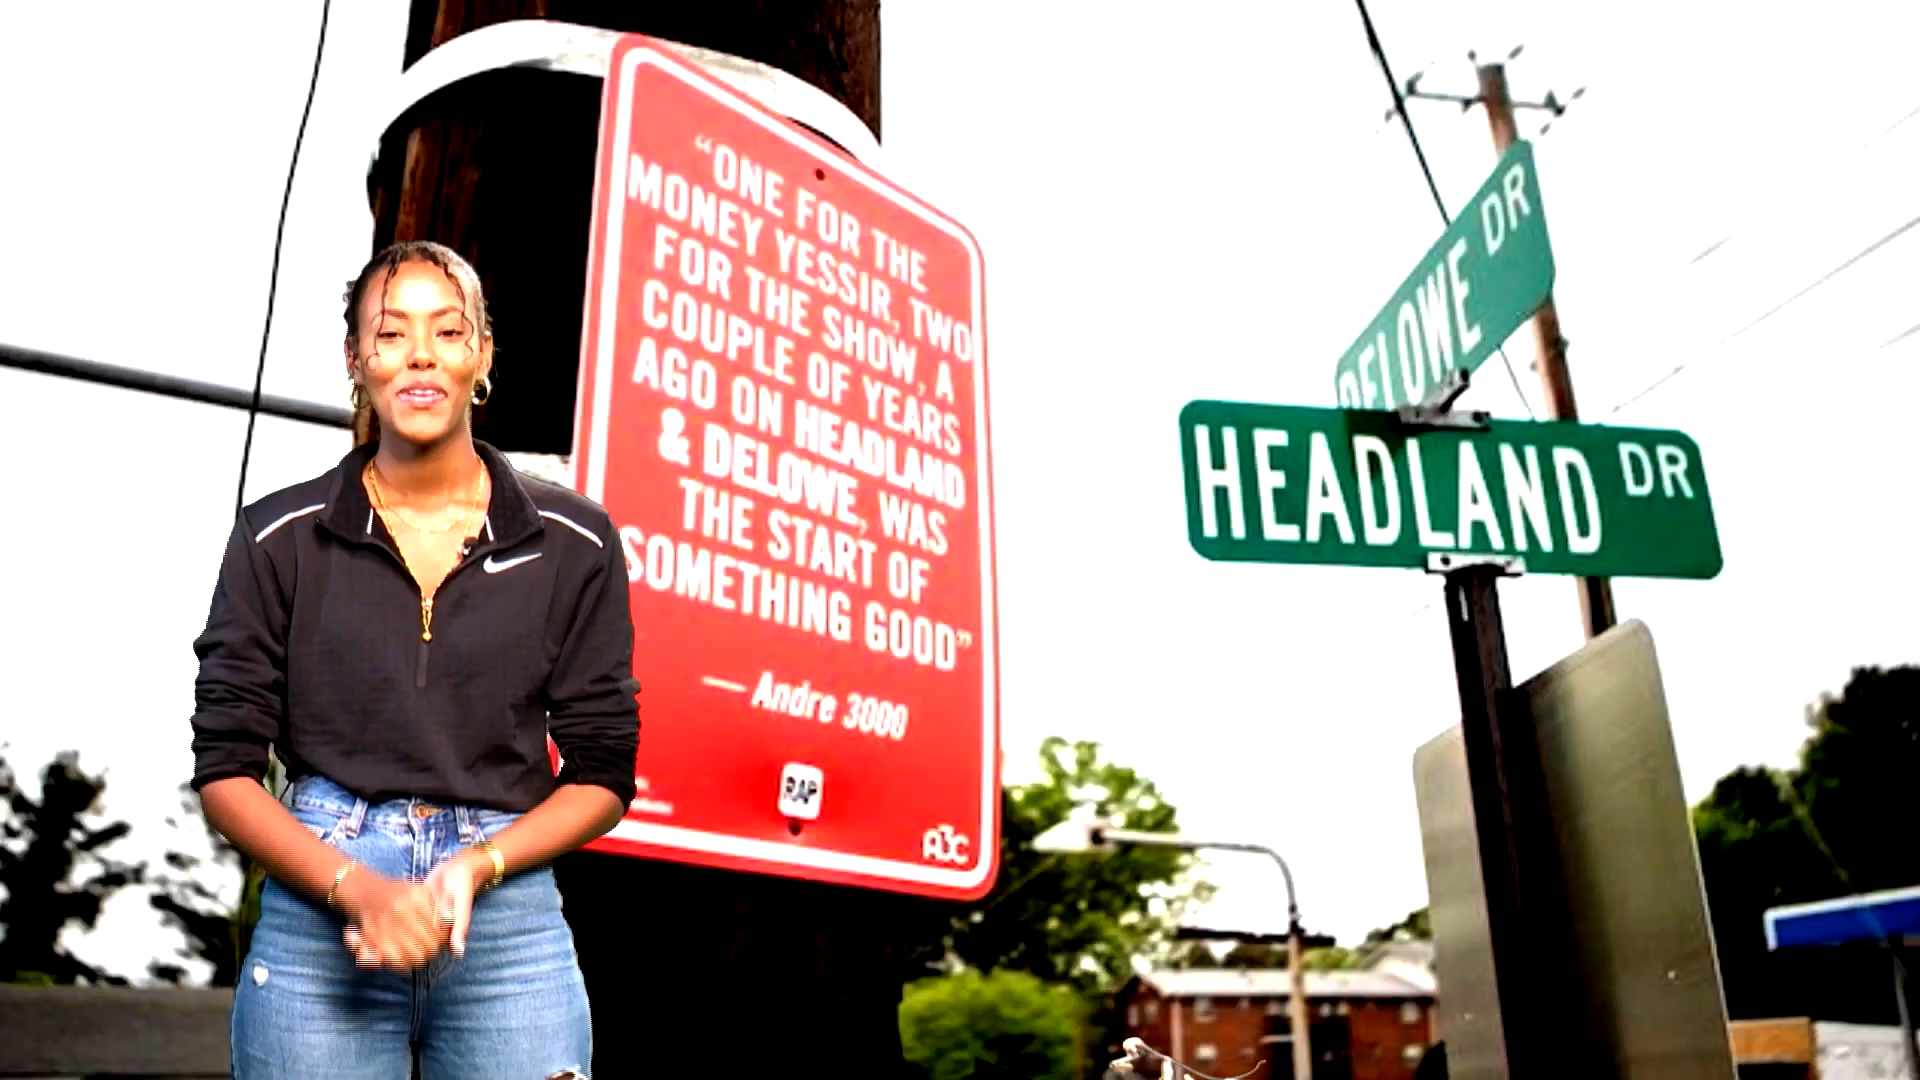 “ONE FOR THE
MONEY YESSIR, TWO
FOR THE SHOW, A
COUPLE OF YEARS
AGO ON HEADLAND
& DELOWE, WAS
THE START OF
SOMETHING GOOD”
— Andre 3000
RAP
A3C
DELOWE DR
HEADLAND DR